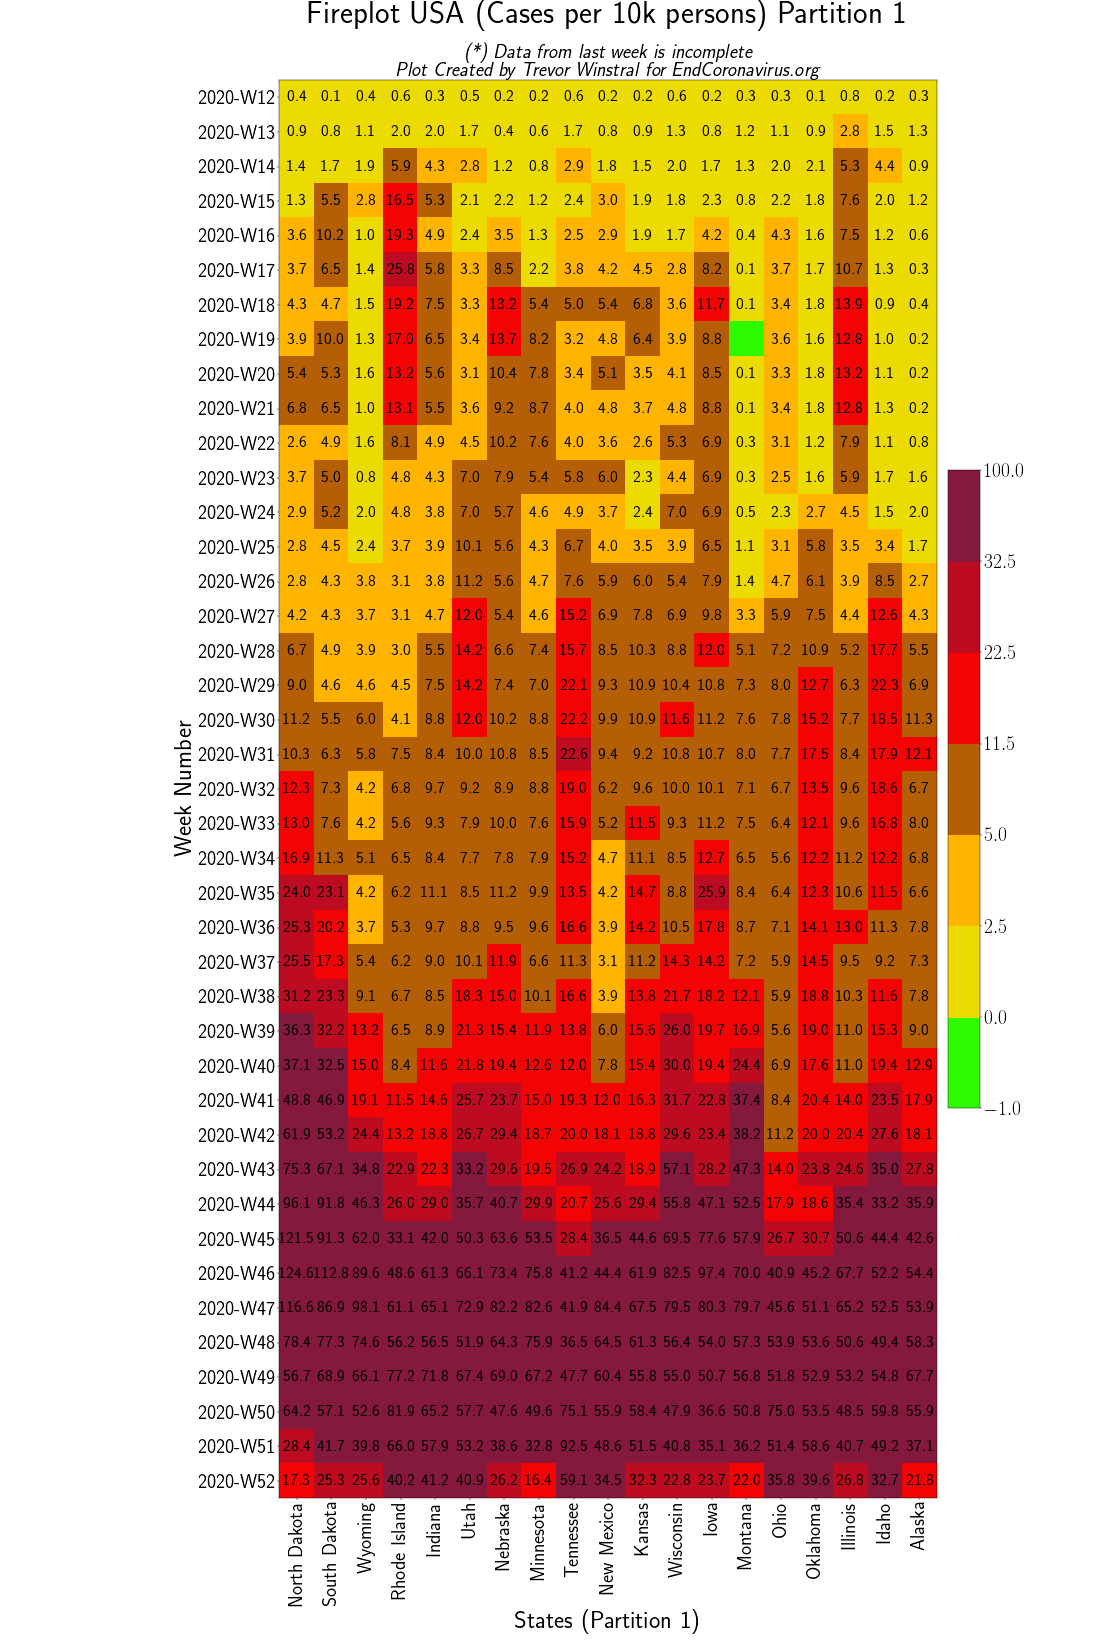 Fireplot USA (Cases per 10k persons) Partition 1
(*) Data from last week is incomplete
Plot Created by Trevor Winstral for EndCoronavirus.org
2020-W12 0.4 0.1 0.4 0.6 0.3 0.5 0.2 0.2 0.6 0.2 0.2 0.6 0.2 0.3 0.3 0.1 0.8 0.2 0.3
2020-W13 0.9 0.8 1.1 2.0 2.0 1.7 0.4 0.6 1.7 0.8 0.9 1.3 0.8 1.2 1.1 0.9 2.8 1.5 1.3
2020-W14 1.4 1.7 1.9 5.9 4.3 2.8 1.2 0.8 2.9 1.8 1.5 2.0 1.7 1.3 2.0 2.1 5.3 4.4 0.9
2020-W15 1.3 5.5 2.8 16.5 5.3 2.1 2.2 1.2 2.4 3.0 1.9 1.8 2.3 0.8 2.2 1.8 7.6 2.0 1.2
2020-W16 3.6 10.2 1.0 19.3 4.9 2.4 3.5 1.3 2.5 2.9 1.9 1.7 4.2 0.4 4.3 1.6 7.5 1.2 0.6
2020-W17 3.7 6.5 1.4 25.8 5.8 3.3 8.5 2.2 3.8 4.2 4.5 2.8 8.2 0.1 3.7 1.7 10.7 1.3 0.3
2020-W18 4.3 4.7 1.5 19.2 7.5 3.3 13.2 5.4 5.0 5.4 6.8 3.6 11.7 0.1 3.4 1.8 13.9 0.9 0.4
2020-W19 3.9 10.0 1.3 17.0 6.5 3.4 13.7 8.2 3.2 4.8 6.4 3.9 8.8 3.6 1.6 12.8 1.0 0.2
2020-W20 5.4 5.3 1.6 13.2 5.6 3.1 10.4 7.8 3.4 5.1 3.5 4.1 8.5 0.1 3.3 1.8 13.2 1.1 0.2
2020-W21 6.8 6.5 1.0 13.1 5.5 3.6 9.2 8.7 4.0 4.8 3.7 4.8 8.8 0.1 3.4 1.8 12.8 1.3 0.2
2020-W22 2.6 4.9 1.6 8.1 4.9 4.5 10.2 7.6 4.0 3.6 2.6 5.3 6.9 0.3 3.1 1.2 7.9 1.1 0.8
2020-W23 3.7 5.0 0.8 4.8 4.3 7.0 7.9 5.4 5.8 6.0 2.3 4.4 6.9 0.3 2.5 1.6 5.9 1.7 1.6
2020-W24 2.9 5.2 2.0 4.8 3.8 7.0 5.7 4.6 4.9 3.7 2.4 7.0 6.9 0.5 2.3 2.7 4.5 1.5 2.0
2020-W25 2.8 4.5 2.4 3.7 3.9 10.1 5.6 4.3 6.7 4.0 3.5 3.9 6.5 1.1 3.1 5.8 3.5 3.4 1.7
2020-W26 2.8 4.3 3.8 3.1 3.8 11.2 5.6 4.7 7.6 5.9 6.0 5.4 7.9 1.4 4.7 6.1 3.9 8.5 2.7
2020-W27 4.2 4.3 3.7 3.1 4.7 12.0 5.4 4.6 15.2 6.9 7.8 6.9 9.8 3.3 5.9 7.5 4.4 12.6 4.3
2020-W28 6.7 4.9 3.9 3.0 5.5 14.2 6.6 7.4 15.7 8.5 10.3 8.8 12.0 5.1 7.2 10.9 5.2 17.7 5.5
2020-W29 9.0 4.6 4.6 4.5 7.5 14.2 7.4 7.0 22.1 9.3 10.9 10.4 10.8 7.3 8.0 12.7 6.3 22.3 6.9
2020-W30 11.2 5.5 6.0 4.1 8.8 12.0 10.2 8.8 22.2 9.9 10.9 11.6 11.2 7.6 7.8 15.2 7.7 18.5 11.3
2020-W31 10.3 6.3 5.8 7.5 8.4 10.0 10.8 8.5 22.6 9.4 9.2 10.8 10.7 8.0 7.7 17.5 8.4 17.9 12.1
2020-W32 12.3 7.3 4.2 6.8 9.7 9.2 8.9 8.8 19.0 6.2 9.6 10.0 10.1 7.1 6.7 13.5 9.6 18.6 6.7
2020-W33 13.0 7.6 4.2 5.6 9.3 7.9 10.0 7.6 15.9 5.2 11.5 9.3 11.2 7.5 6.4 12.1 9.6 16.8 8.0
2020-W34 16.9 11.3 5.1 6.5 8.4 7.7 7.8 7.9 15.2 4.7 11.1 8.5 12.7 6.5 5.6 12.2 11.2 12.2 6.8
2020-W35 24.0 23.1 4.2 6.2 11.1 8.5 11.2 9.9 13.5 4.2 14.7 8.8 25.9 8.4 6.4 12.3 10.6 11.5 6.6
2020-W36 25.3 20.2 3.7 5.3 9.7 8.8 9.5 9.6 16.6 3.9 14.2 10.5 17.8 8.7 7.1 14.1 13.0 11.3 7.8
2020-W37 25.5 17.3 5.4 6.2 9.0 10.1 11.9 6.6 11.3 3.1 11.2 14.3 14.2 7.2 5.9 14.5 9.5 9.2 7.3
2020-W38 31.2 23.3 9.1 6.7 8.5 18.3 15.0 10.1 16.6 3.9 13.8 21.7 18.2 12.1 5.9 18.8 10.3 11.6 7.8
2020-W39 36.3 32.2 13.2 6.5 8.9 21.3 15.4 11.9 13.8 6.0 15.6 26.0 19.7 16.9 5.6 19.0 11.0 15.3 9.0
2020-W40 37.1 32.5 15.0 8.4 11.6 21.8 19.4 12.6 12.0 7.8 15.4 30.0 19.4 24.4 6.9 17.6 11.0 19.4 12.9
2020-W41 48.8 46.9 19.1 11.5 14.6 25.7 23.7 15.0 19.3 12.0 16.3 31.7 22.8 37.4 8.4 20.4 14.0 23.5 17.9
2020-W42 61.9 53.2 24.4 13.2 18.8 26.7 29.4 18.7 20.0 18.1 18.8 29.6 23.4 38.2 11.2 20.0 20.4 27.6 18.1
2020-W43 75.3 67.1 34.8 22.9 22.3 33.2 29.6 19.5 26.9 24.2 18.9 57.1 28.2 47.3 14.0 23.8 24.6 35.0 27.8
2020-W44 96.1 91.8 46.3 26.0 29.0 35.7 40.7 29.9 20.7 25.6 29.4 55.8 47.1 52.5 17.9 18.6 35.4 33.2 35.9
2020-W45 121.5 91.3 62.0 33.1 42.0 50.3 63.6 53.5 28.4 36.5 44.6 69.5 77.6 57.9 26.7 30.7 50.6 44.4 42.6
2020-W46 124.6 112.8 89.6 48.6 61.3 66.1 73.4 75.8 41.2 44.4 61.9 82.5 97.4 70.0 40.9 45.2 67.7 52.2 54.4
2020-W47 116.6 86.9 98.1 61.1 65.1 72.9 82.2 82.6 41.9 84.4 67.5 79.5 80.3 79.7 45.6 51.1 65.2 52.5 53.9
2020-W48 78.4 77.3 74.6 56.2 56.5 51.9 64.3 75.9 36.5 64.5 61.3 56.4 54.0 57.3 53.9 53.6 50.6 49.4 58.3
2020-W49 56.7 68.9 66.1 77.2 71.8 67.4 69.0 67.2 47.7 60.4 55.8 55.0 50.7 56.8 51.8 52.9 53.2 54.8 67.7
2020-W50 64.2 57.1 52.6 81.9 65.2 57.7 47.6 49.6 75.1 55.9 58.4 47.9 36.6 50.8 75.0 53.5 48.5 59.8 55.9
2020-W51 28.4 41.7 39.8 66.0 57.9 53.2 38.6 32.8 92.5 48.6 51.5 40.8 35.1 36.2 51.4 58.6 40.7 49.2 37.1
2020-W52 17.3 25.3 25.6 40.2 41.2 40.9 26.2 16.4 59.1 34.5 32.3 22.8 23.7 22.0 35.8 39.6 26.8 32.7 21.8
Week Number
North Dakota
South Dakota
Wyoming
Rhode Island
Indiana
Utah
Nebraska
Minnesota
Tennessee
New Mexico
Kansas
Wisconsin
Iowa
Montana
Ohio
Oklahoma
Illinois
Idaho
Alaska
States (Partition 1)
100.0
32.5
22.5
11.5
5.0
2.5
0.0
−1.0